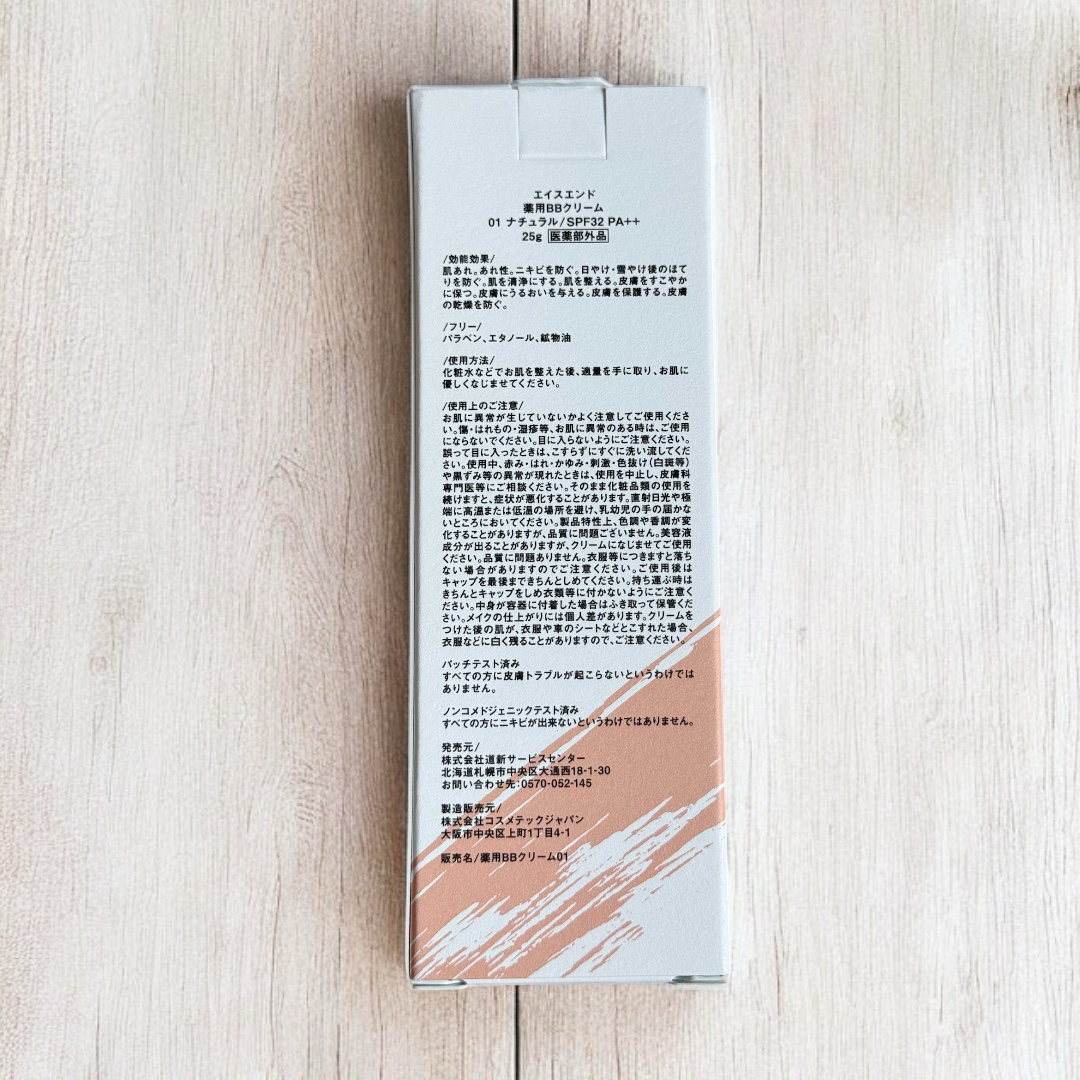 エイスエンド
薬用BBクリーム
01 ナチュラル/SPF32 PA++
25g 医薬部外品
/効能効果/
肌あれ。あれ性。ニキビを防ぐ。日やけ・雪やけ後のほて
りを防ぐ。肌を清浄にする。肌を整える。皮膚をすこやか
に保つ。皮膚にうるおいを与える。皮膚を保護する。皮膚
の乾燥を防ぐ。
/フリー/
パラベン、エタノール、鉱物油
/使用方法/
化粧水などでお肌を整えた後、適量を手に取り、お肌に
優しくなじませてください。
/使用上のご注意/
お肌に異常が生じていないかよく注意してご使用くださ
い。傷・はれもの・湿疹等、お肌に異常のある時は、ご使用
にならないでください。目に入らないようにご注意ください。
誤って目に入ったときは、こすらずにすぐに洗い流してくだ
さい。使用中、赤み・はれ・かゆみ・刺激・色抜け(白斑等)
や黒ずみ等の異常が現れたときは、使用を中止し、皮膚科
専門医等にご相談ください。そのまま化粧品類の使用を
続けますと、症状が悪化することがあります。直射日光や極
端に高温または低温の場所を避け、乳幼児の手の届かな
いところにおいてください。製品特性上、色調や香調が変
化することがありますが、品質に問題ございません。美容液
成分が出ることがありますが、クリームになじませてご使用
ください。品質に問題ありません。衣服等につきますと落ち
ない場合がありますのでご注意ください。ご使用後は
キャップを最後まできちんとしめてください。持ち運ぶ時は
きちんとキャップをしめ衣類等に付かないようにご注意く
ださい。中身が容器に付着した場合はふき取って保管くだ
さい。メイクの仕上がりには個人差があります。クリームを
つけた後の肌が、衣服や車のシートなどとこすれた場合、
衣服などに白く残ることがありますので、ご注意ください。
パッチテスト済み
すべての方に皮膚トラブルが起こらないというわけでは
ありません。
ノンコメドジェニックテスト済み
すべての方にニキビが出来ないというわけではありません。
発売元/
株式会社道新サービスセンター
北海道札幌市中央区大通西18-1-30
お問い合わせ先:0570-052-145
製造販売元/
株式会社コスメテックジャパン
大阪市中央区上町1丁目4-1
販売名/薬用BBクリーム01